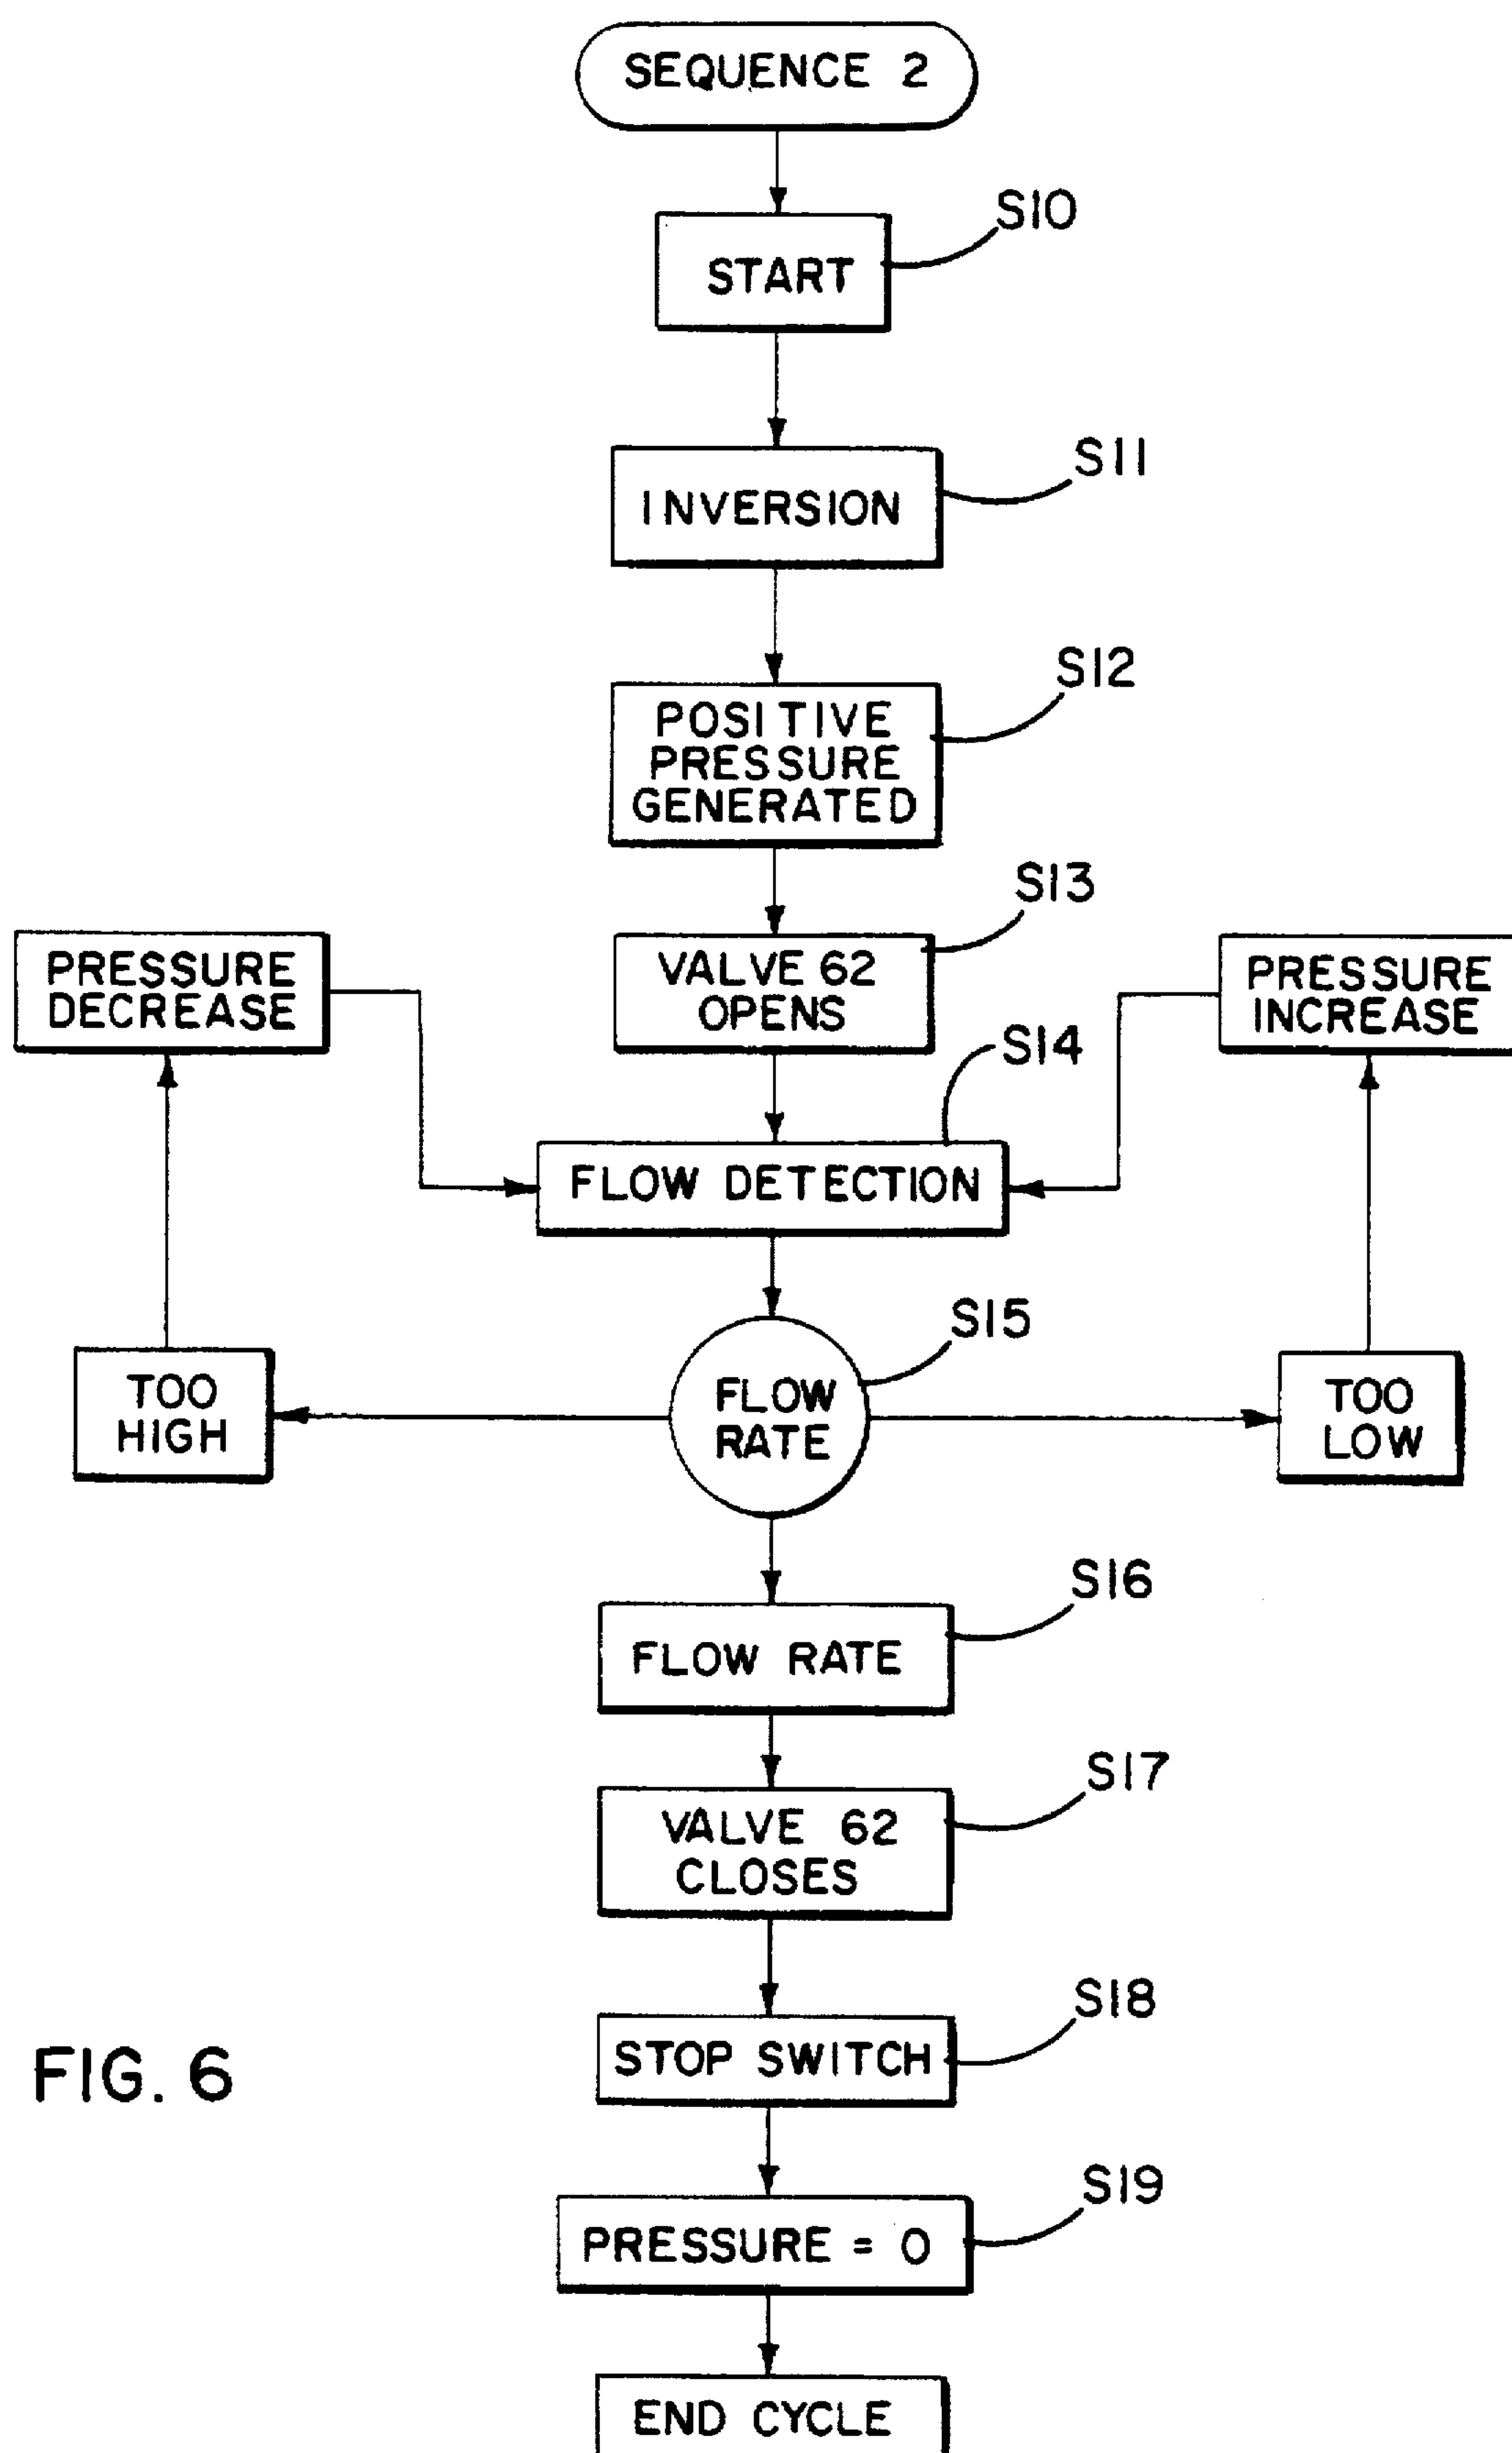 SEQUENCE 2
S10
START
S11
INVERSION
S12
POSITIVE
PRESSURE
GENERATED
S13
PRESSURE
DECREASE
VALVE 62
OPENS
PRESSURE
INCREASE
S14
FLOW DETECTION
S15
TOO
HIGH
FLOW
RATE
TOO
LOW
S16
FLOW RATE
S17
VALVE 62
CLOSES
S18
STOP SWITCH
FIG. 6
S19
PRESSURE = 0
END CYCLE